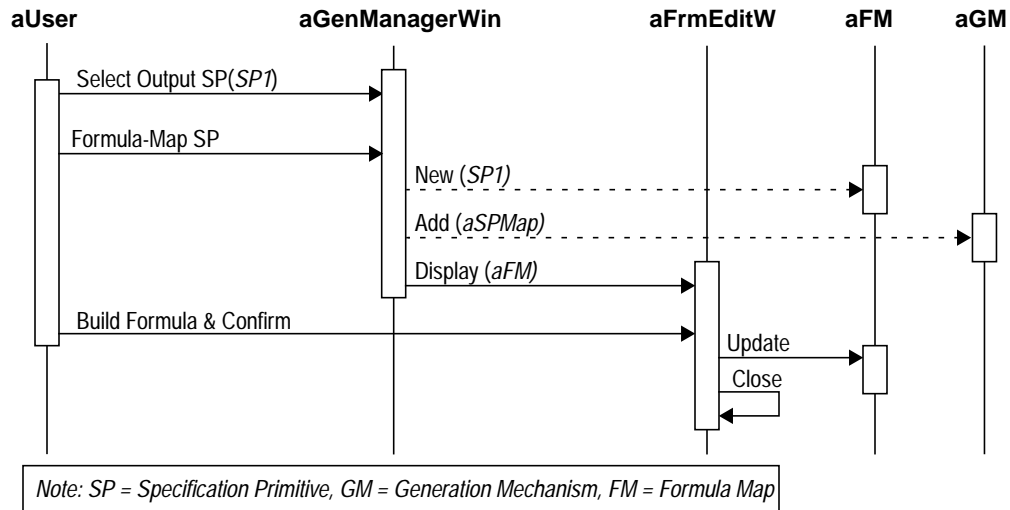 aUser aGenManagerWin aFrmEditW aFM aGM
Select Output SP(SP1)
Formula-Map SP
New (SP1)
Add (aSPMap)
Display (aFM)
Build Formula & Confirm
Update
Close
Note: SP = Specification Primitive, GM = Generation Mechanism, FM = Formula Map